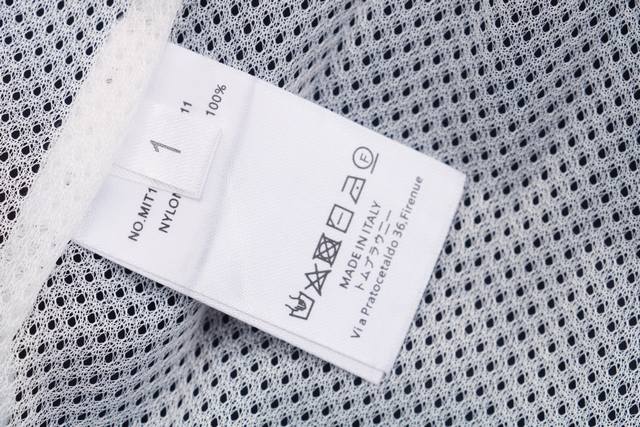 1
NO.MIT1 11
NYLON 100%
F
MADE IN ITALY
トムブラウニー
Via Pratocetaldo 36,Firenue